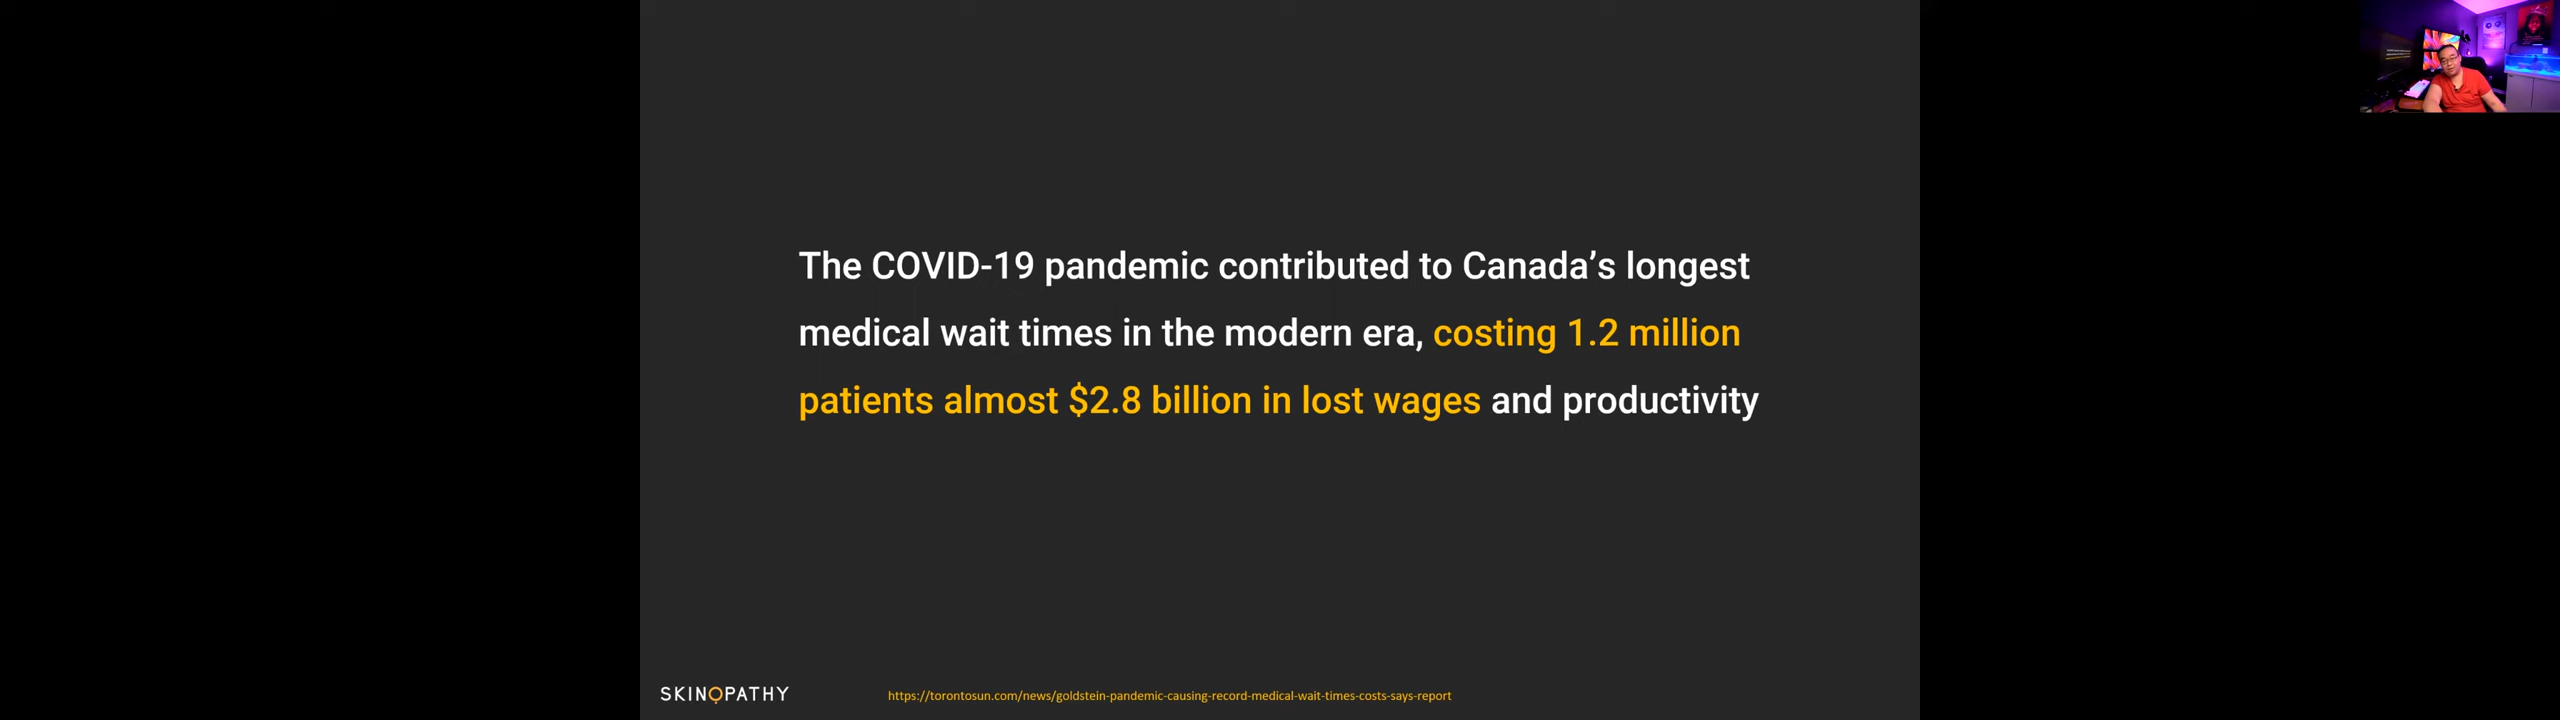 The COVID-19 pandemic contributed to Canada’s longest
medical wait times in the modern era, costing 1.2 million
patients almost $2.8 billion in lost wages and productivity
SKINOPATHY
https://torontosun.com/news/goldstein-pandemic-causing-record-medical-wait-times-costs-says-report